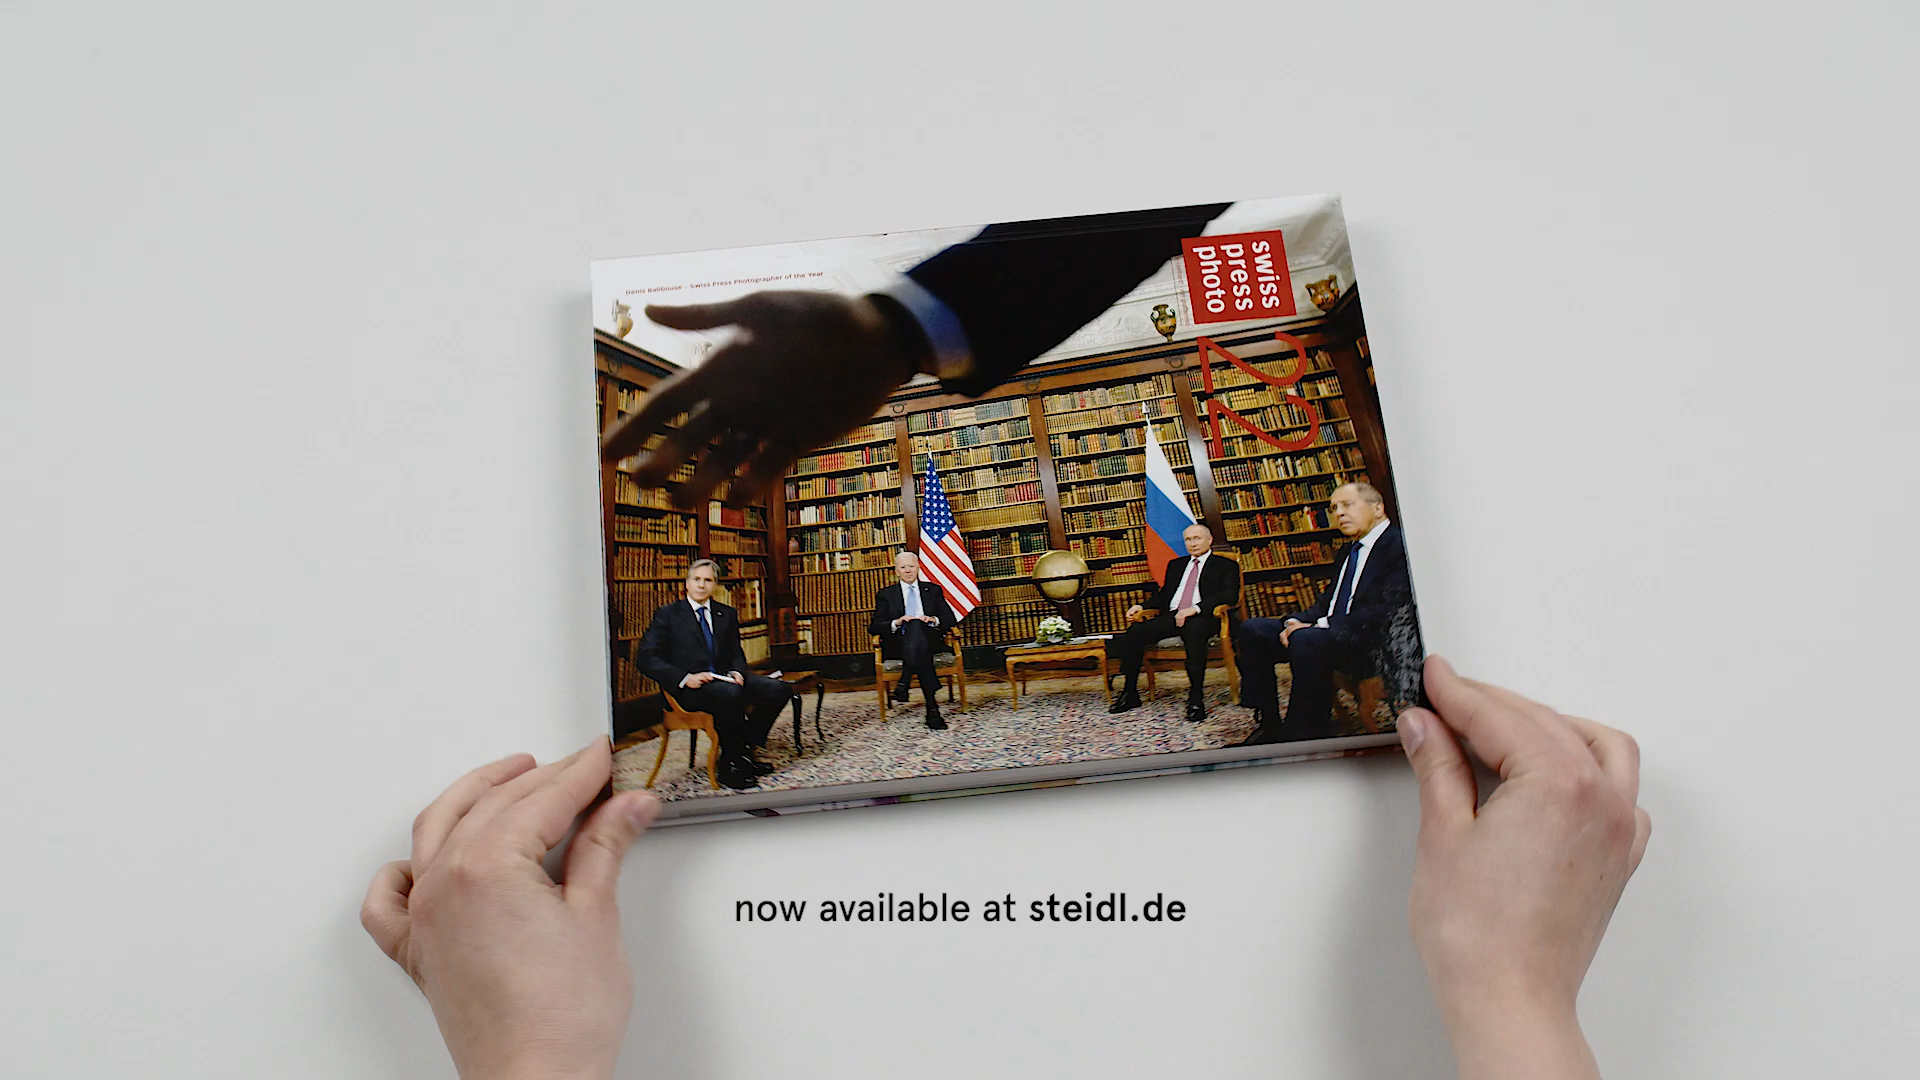 Denis Balibouse – Swiss Press Photographer of the Year
swiss
press
photo
22
now available at steidl.de